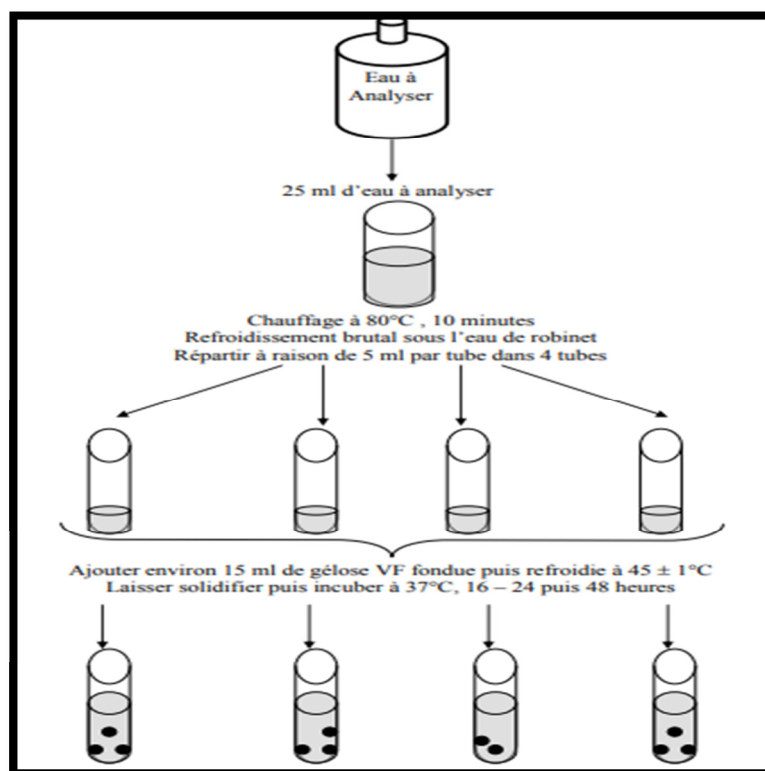 Eau à
Analyser
25 ml d'eau à analyser
Chauffage à 80°C , 10 minutes
Refroidissement brutal sous l'eau de robinet
Répartir à raison de 5 ml par tube dans 4 tubes
Ajouter environ 15 ml de gélose VF fondue puis refroidie à 45 ± 1°C
Laisser solidifier puis incuber à 37°C, 16 – 24 puis 48 heures